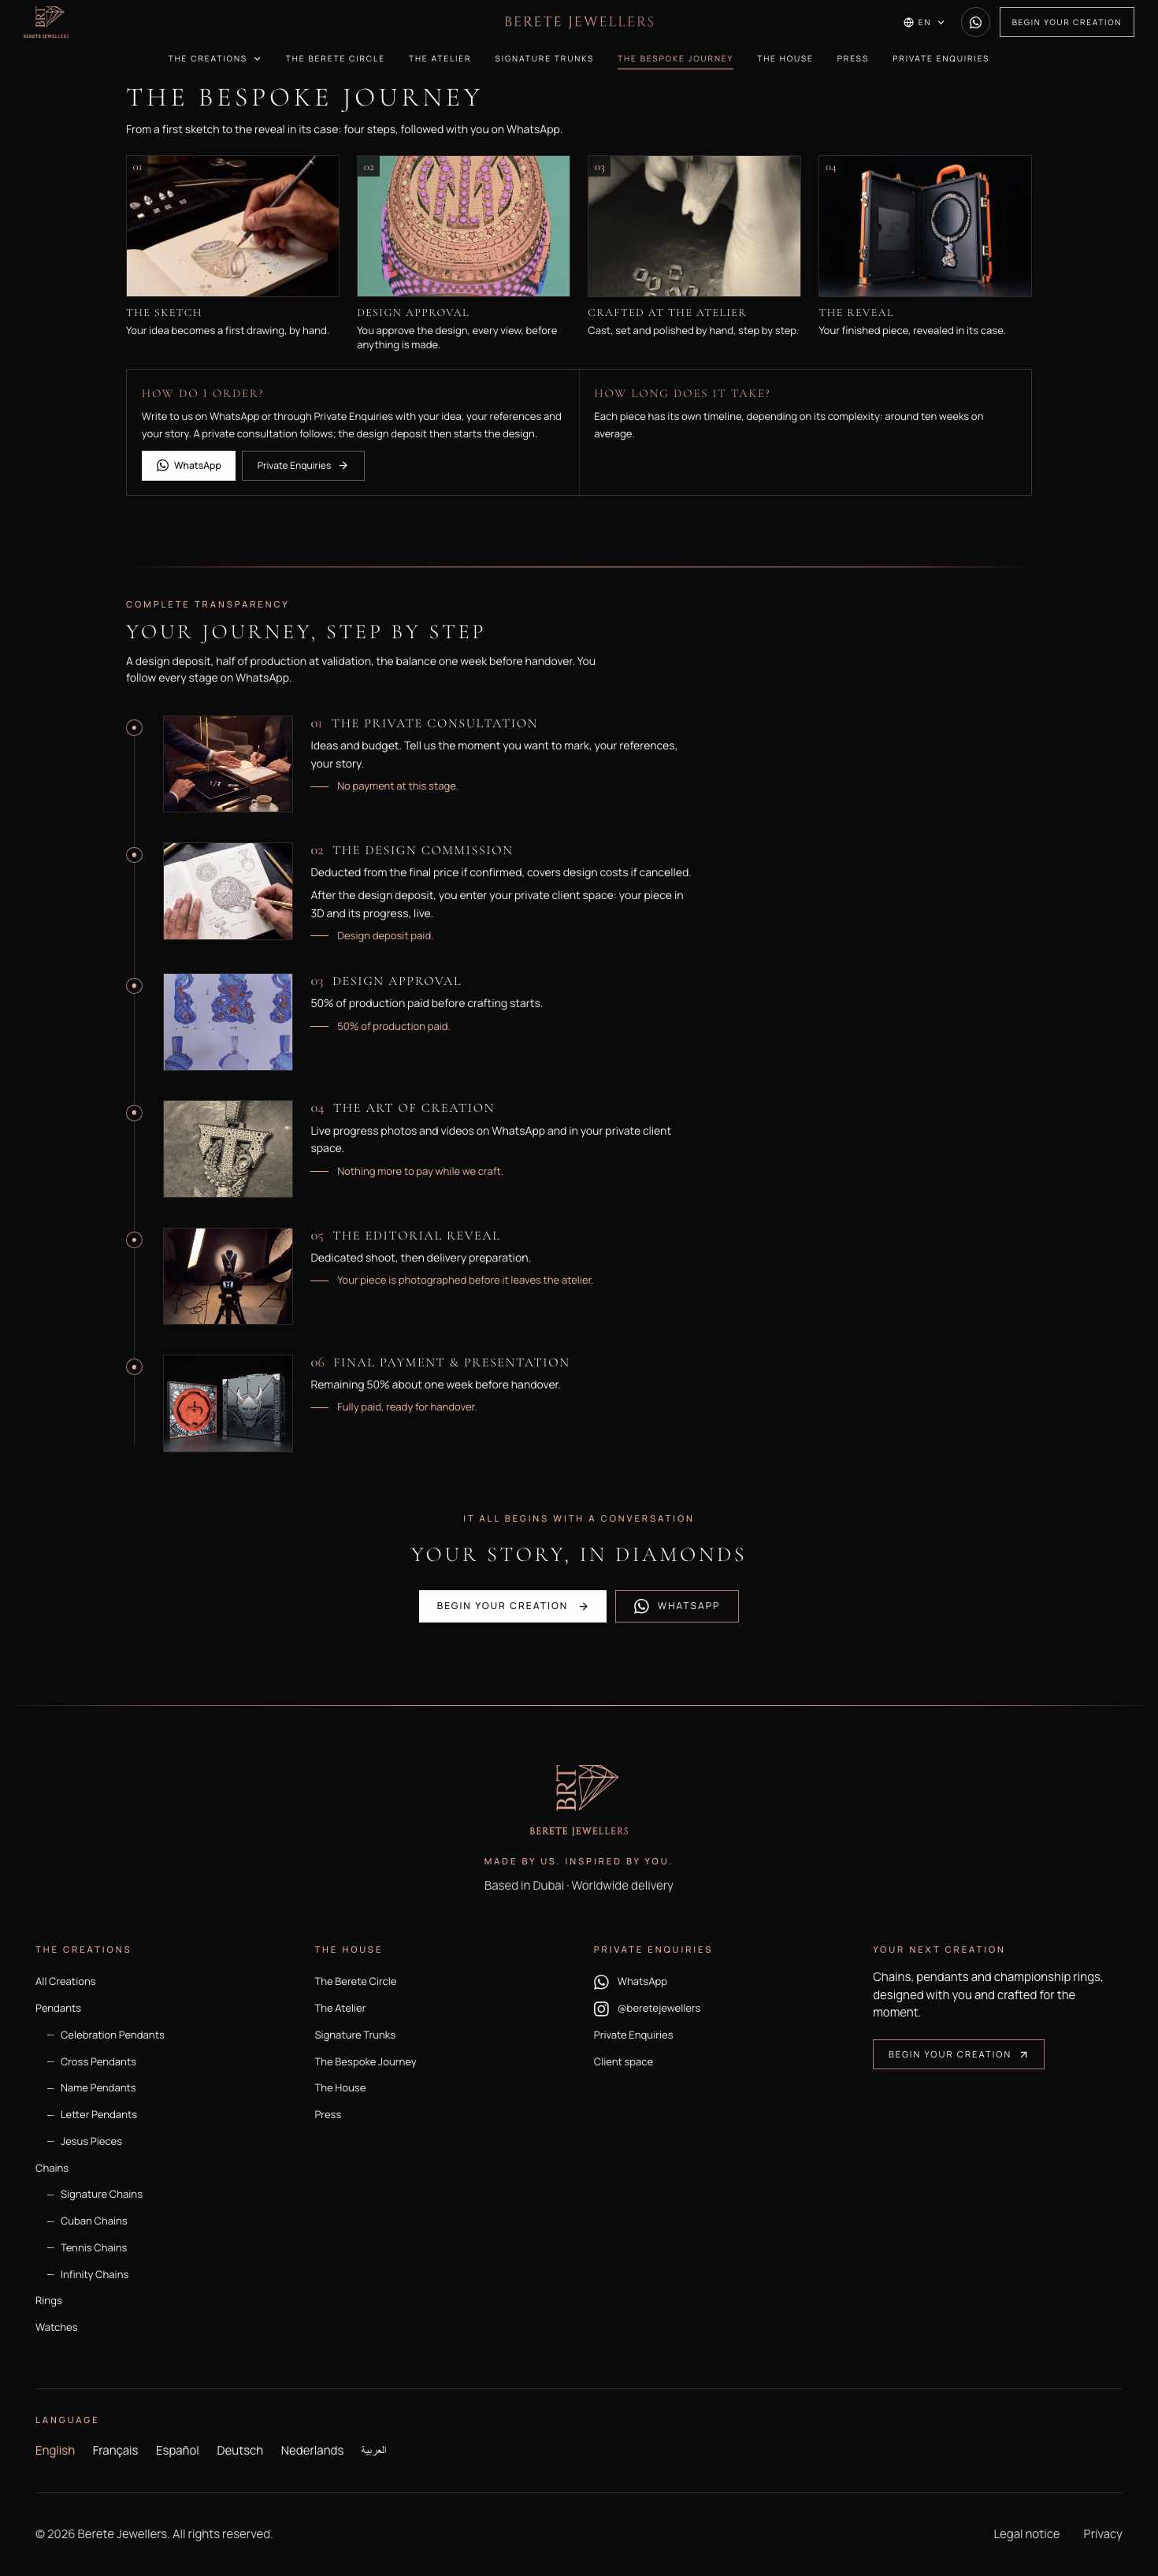 BRT
BERETE JEWELLERS
BERETE JEWELLERS
EN
BEGIN YOUR CREATION
THE CREATIONS
THE BERETE CIRCLE
THE ATELIER
SIGNATURE TRUNKS
THE BESPOKE JOURNEY
THE HOUSE
PRESS
PRIVATE ENQUIRIES
THE BESPOKE JOURNEY
From a first sketch to the reveal in its case: four steps, followed with you on WhatsApp.
01
THE SKETCH
Your idea becomes a first drawing, by hand.
02
DESIGN APPROVAL
You approve the design, every view, before
anything is made.
03
CRAFTED AT THE ATELIER
Cast, set and polished by hand, step by step.
04
THE REVEAL
Your finished piece, revealed in its case.
HOW DO I ORDER?
Write to us on WhatsApp or through Private Enquiries with your idea, your references and
your story. A private consultation follows; the design deposit then starts the design.
WhatsApp
Private Enquiries
HOW LONG DOES IT TAKE?
Each piece has its own timeline, depending on its complexity: around ten weeks on
average.
COMPLETE TRANSPARENCY
YOUR JOURNEY, STEP BY STEP
A design deposit, half of production at validation, the balance one week before handover. You
follow every stage on WhatsApp.
01 THE PRIVATE CONSULTATION
Ideas and budget. Tell us the moment you want to mark, your references,
your story.
No payment at this stage.
02 THE DESIGN COMMISSION
Deducted from the final price if confirmed, covers design costs if cancelled.
After the design deposit, you enter your private client space: your piece in
3D and its progress, live.
Design deposit paid.
03 DESIGN APPROVAL
50% of production paid before crafting starts.
50% of production paid.
04 THE ART OF CREATION
Live progress photos and videos on WhatsApp and in your private client
space.
Nothing more to pay while we craft.
05 THE EDITORIAL REVEAL
Dedicated shoot, then delivery preparation.
Your piece is photographed before it leaves the atelier.
06 FINAL PAYMENT & PRESENTATION
Remaining 50% about one week before handover.
Fully paid, ready for handover.
IT ALL BEGINS WITH A CONVERSATION
YOUR STORY, IN DIAMONDS
BEGIN YOUR CREATION
WHATSAPP
BRT
BERETE JEWELLERS
MADE BY US. INSPIRED BY YOU.
Based in Dubai · Worldwide delivery
THE CREATIONS
All Creations
Pendants
— Celebration Pendants
— Cross Pendants
— Name Pendants
— Letter Pendants
— Jesus Pieces
Chains
— Signature Chains
— Cuban Chains
— Tennis Chains
— Infinity Chains
Rings
Watches
THE HOUSE
The Berete Circle
The Atelier
Signature Trunks
The Bespoke Journey
The House
Press
PRIVATE ENQUIRIES
WhatsApp
@beretejewellers
Private Enquiries
Client space
YOUR NEXT CREATION
Chains, pendants and championship rings,
designed with you and crafted for the
moment.
BEGIN YOUR CREATION
LANGUAGE
English
Français
Español
Deutsch
Nederlands
العربية
© 2026 Berete Jewellers. All rights reserved.
Legal notice
Privacy